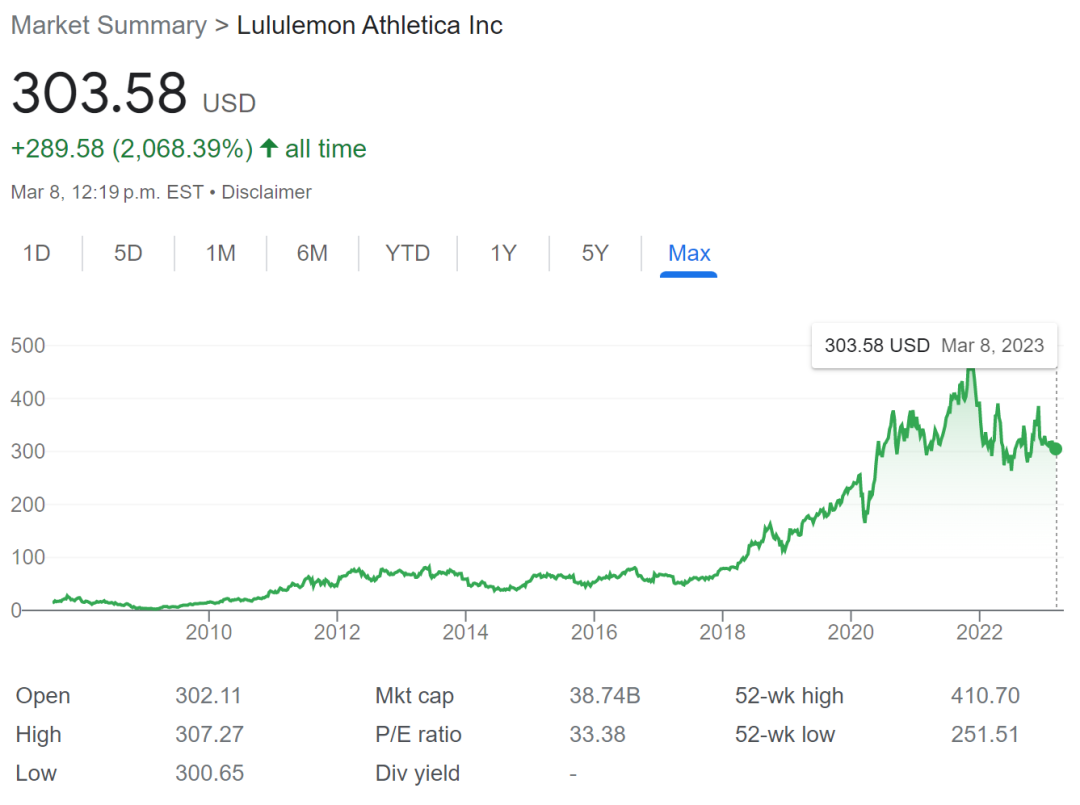 Market Summary > Lululemon Athletica Inc
303.58 USD
+289.58 (2,068.39%) ↑ all time
Mar 8, 12:19 p.m. EST • Disclaimer
1D 5D 1M 6M YTD 1Y 5Y Max
303.58 USD Mar 8, 2023
500
400
300
200
100
0
2010 2012 2014 2016 2018 2020 2022
Open 302.11 Mkt cap 38.74B 52-wk high 410.70
High 307.27 P/E ratio 33.38 52-wk low 251.51
Low 300.65 Div yield -